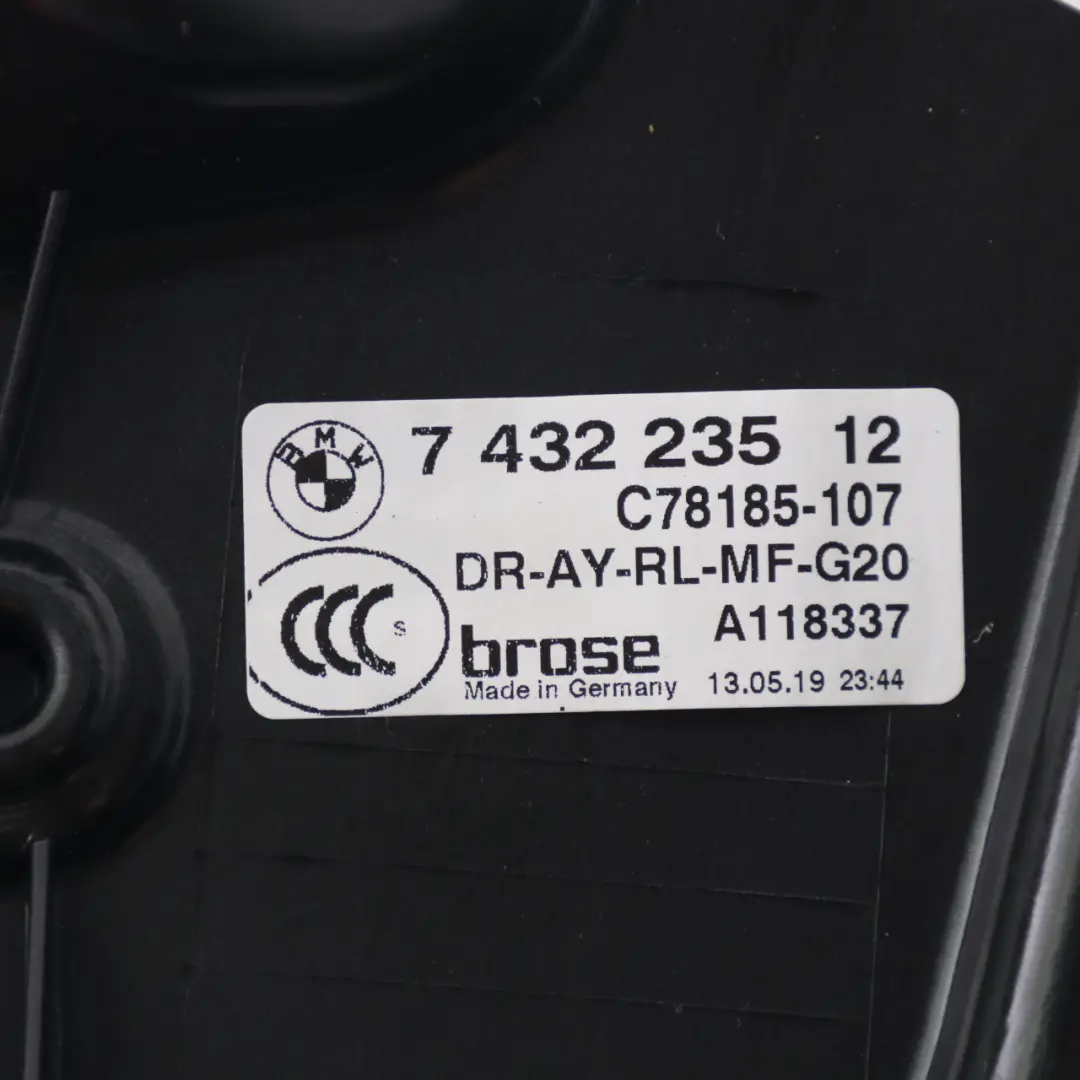 BMW
7 432 235 12
C78185-107
DR-AY-RL-MF-G20
A118337
CCC S
brose
Made in Germany 13.05.19 23:44